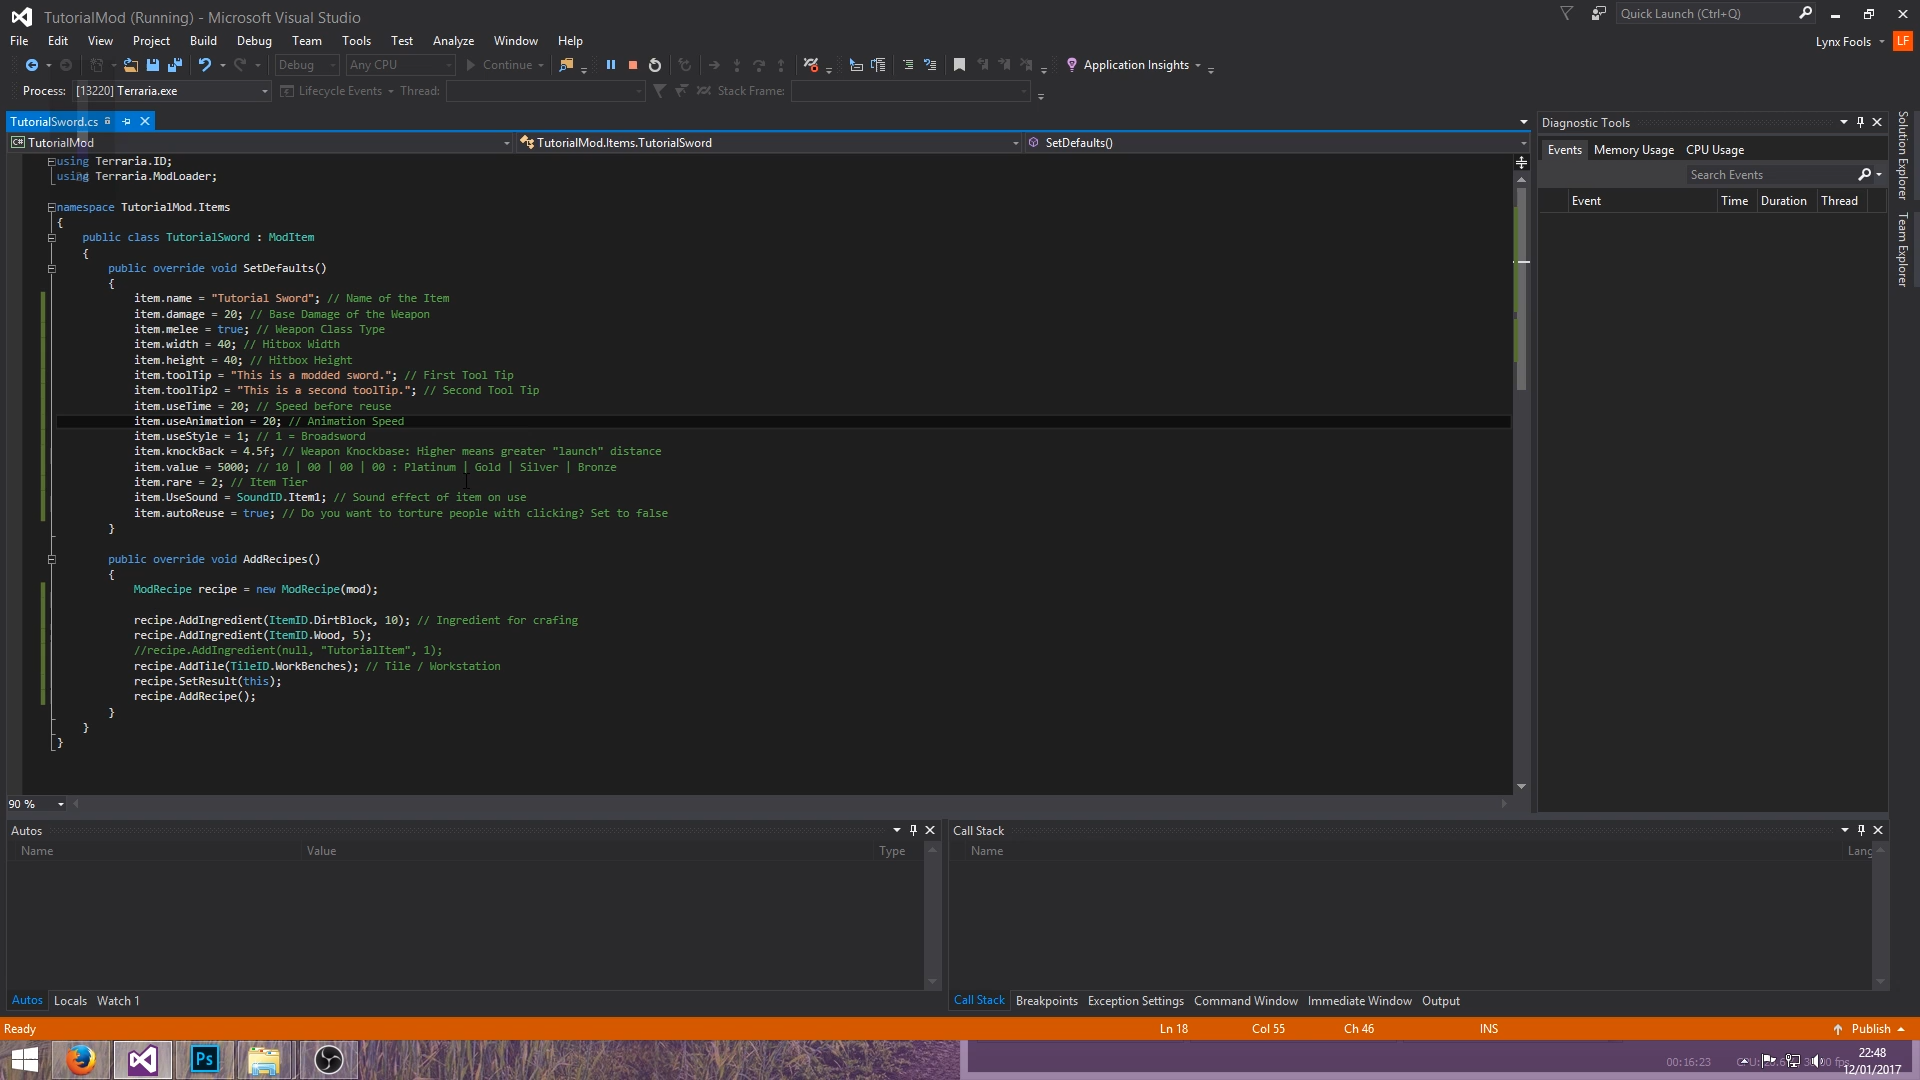 TutorialMod (Running) - Microsoft Visual Studio
Quick Launch (Ctrl+Q)
File Edit View Project Build Debug Team Tools Test Analyze Window Help
Lynx Fools LF
Debug Any CPU Continue Application Insights
Process: [13220] Terraria.exe Lifecycle Events Thread: Stack Frame:
TutorialSword.cs
TutorialMod TutorialMod.Items.TutorialSword SetDefaults()
using Terraria.ID;
using Terraria.ModLoader;
namespace TutorialMod.Items
{
public class TutorialSword : ModItem
{
public override void SetDefaults()
{
item.name = "Tutorial Sword"; // Name of the Item
item.damage = 20; // Base Damage of the Weapon
item.melee = true; // Weapon Class Type
item.width = 40; // Hitbox Width
item.height = 40; // Hitbox Height
item.toolTip = "This is a modded sword."; // First Tool Tip
item.toolTip2 = "This is a second toolTip."; // Second Tool Tip
item.useTime = 20; // Speed before reuse
item.useAnimation = 20; // Animation Speed
item.useStyle = 1; // 1 = Broadsword
item.knockBack = 4.5f; // Weapon Knockbase: Higher means greater "launch" distance
item.value = 5000; // 10 | 00 | 00 | 00 : Platinum | Gold | Silver | Bronze
item.rare = 2; // Item Tier
item.UseSound = SoundID.Item1; // Sound effect of item on use
item.autoReuse = true; // Do you want to torture people with clicking? Set to false
}
public override void AddRecipes()
{
ModRecipe recipe = new ModRecipe(mod);
recipe.AddIngredient(ItemID.DirtBlock, 10); // Ingredient for crafing
recipe.AddIngredient(ItemID.Wood, 5);
//recipe.AddIngredient(null, "TutorialItem", 1);
recipe.AddTile(TileID.WorkBenches); // Tile / Workstation
recipe.SetResult(this);
recipe.AddRecipe();
}
}
}
90 %
Diagnostic Tools
Events Memory Usage CPU Usage
Search Events
Event Time Duration Thread
Solution Explorer
Team Explorer
Autos
Name Value Type
Autos Locals Watch 1
Call Stack
Name Lang
Call Stack Breakpoints Exception Settings Command Window Immediate Window Output
Ready Ln 18 Col 55 Ch 46 INS Publish
Ps
00:16:23
22:48
12/01/2017